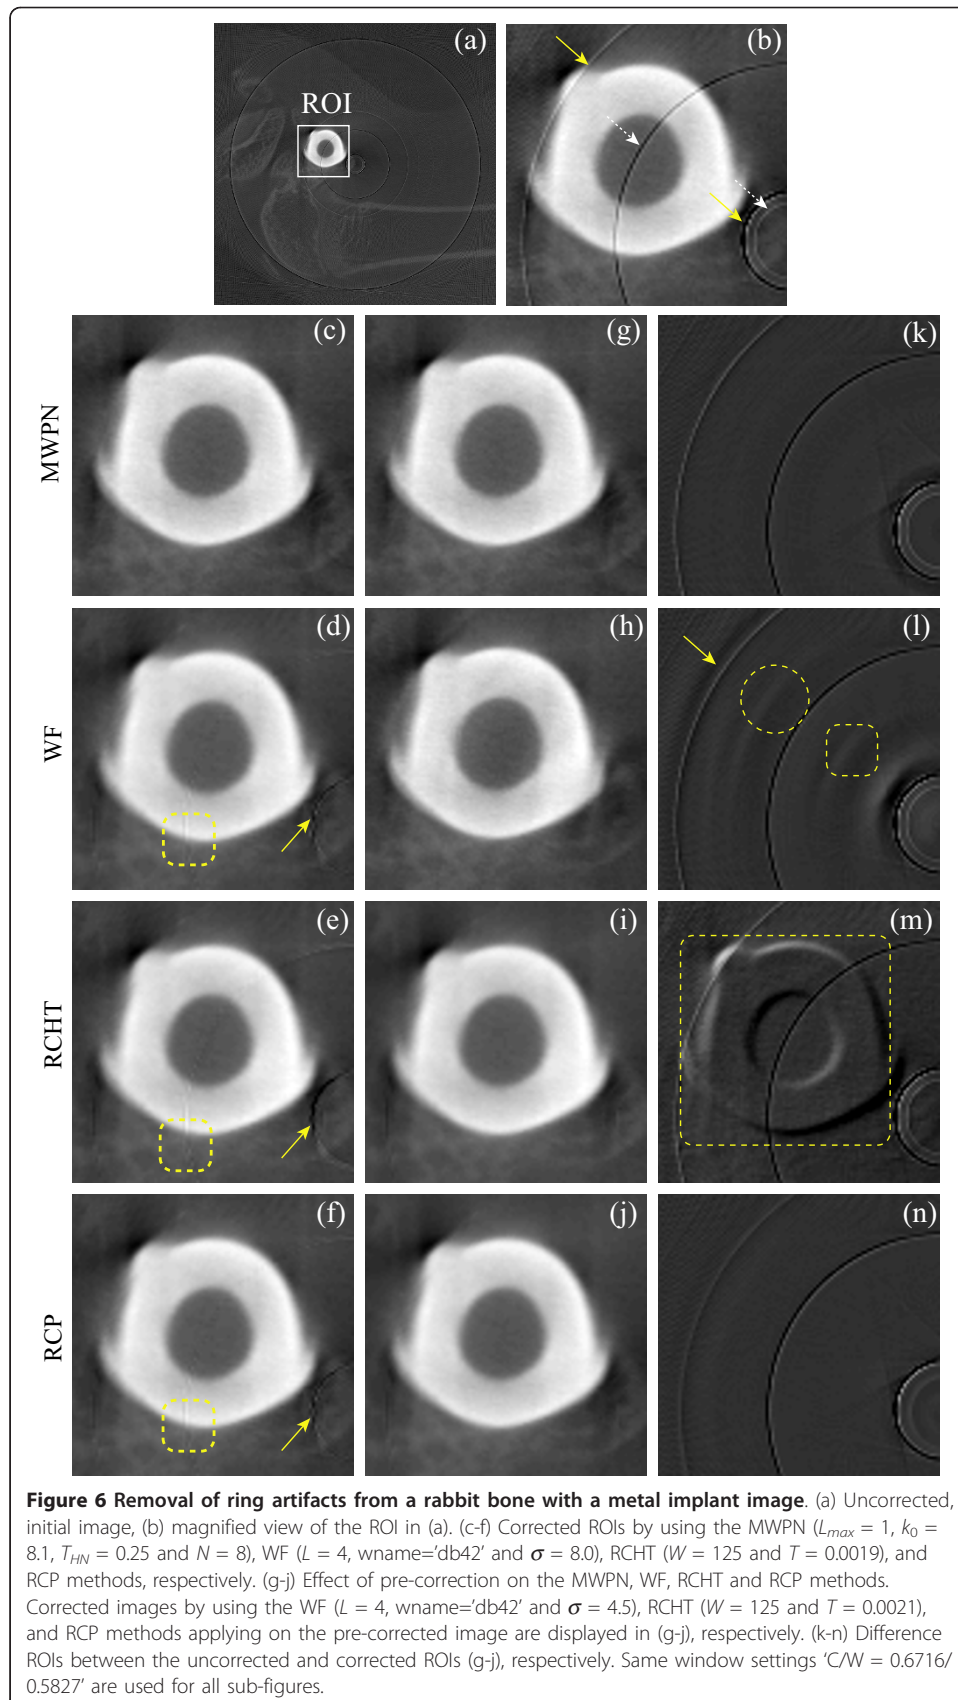 (a)
(b)
ROI
(c)
(g)
(k)
MWPN
(d)
(h)
(l)
WF
(e)
(i)
(m)
RCHT
(f)
(j)
(n)
RCP
Figure 6 Removal of ring artifacts from a rabbit bone with a metal implant image. (a) Uncorrected,
initial image, (b) magnified view of the ROI in (a). (c-f) Corrected ROIs by using the MWPN (Lmax = 1, k0 =
8.1, THN = 0.25 and N = 8), WF (L = 4, wname='db42' and σ = 8.0), RCHT (W = 125 and T = 0.0019), and
RCP methods, respectively. (g-j) Effect of pre-correction on the MWPN, WF, RCHT and RCP methods.
Corrected images by using the WF (L = 4, wname='db42' and σ = 4.5), RCHT (W = 125 and T = 0.0021),
and RCP methods applying on the pre-corrected image are displayed in (g-j), respectively. (k-n) Difference
ROIs between the uncorrected and corrected ROIs (g-j), respectively. Same window settings 'C/W = 0.6716/
0.5827' are used for all sub-figures.